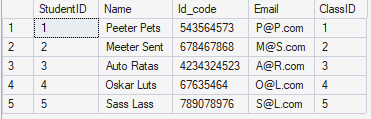 StudentID Name Id_code Email ClassID
1 1 Peeter Pets 543564573 P@P.com 1
2 2 Meeter Sent 678467868 M@S.com 2
3 3 Auto Ratas 4234324523 A@R.com 3
4 4 Oskar Luts 67635464 O@L.com 4
5 5 Sass Lass 789078976 S@L.com 5